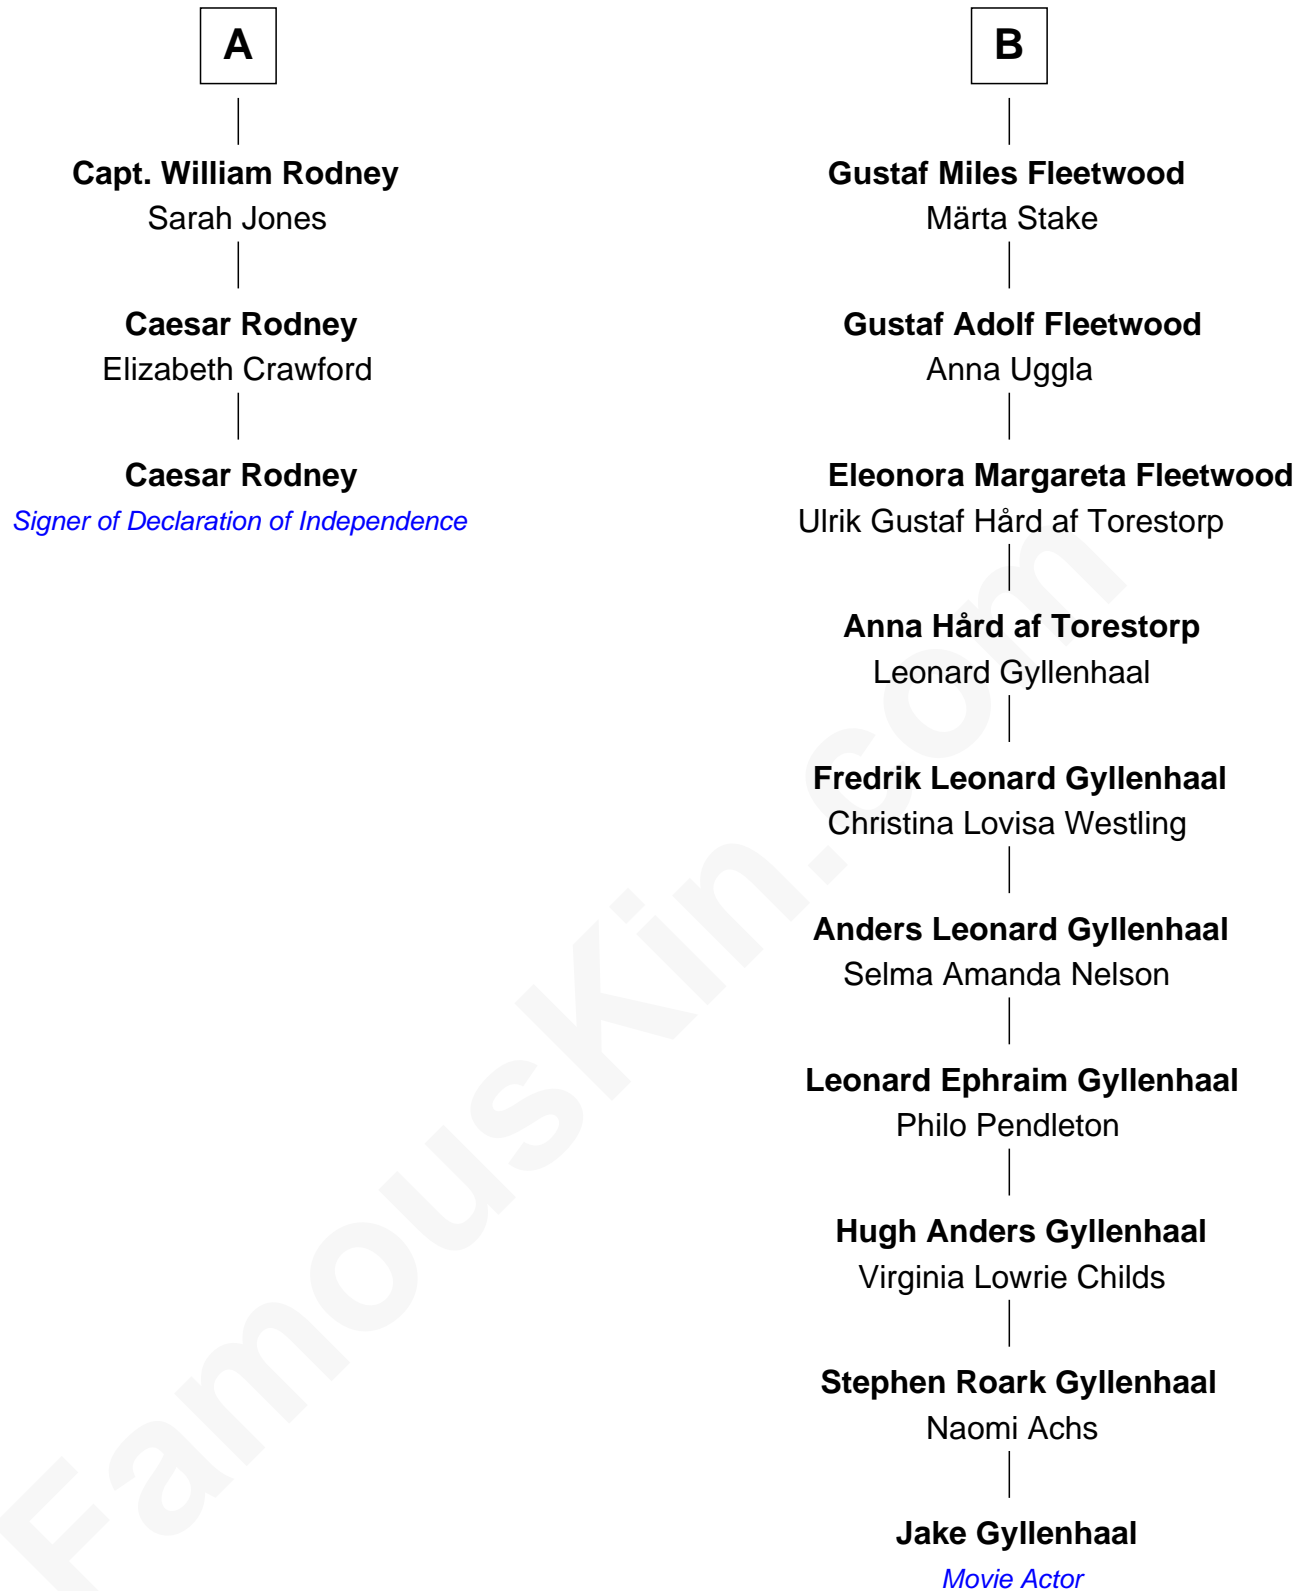 A
Capt. William Rodney
Sarah Jones
Caesar Rodney
Elizabeth Crawford
Caesar Rodney
Signer of Declaration of Independence
B
Gustaf Miles Fleetwood
Märta Stake
Gustaf Adolf Fleetwood
Anna Uggla
Eleonora Margareta Fleetwood
Ulrik Gustaf Hård af Torestorp
Anna Hård af Torestorp
Leonard Gyllenhaal
Fredrik Leonard Gyllenhaal
Christina Lovisa Westling
Anders Leonard Gyllenhaal
Selma Amanda Nelson
Leonard Ephraim Gyllenhaal
Philo Pendleton
Hugh Anders Gyllenhaal
Virginia Lowrie Childs
Stephen Roark Gyllenhaal
Naomi Achs
Jake Gyllenhaal
Movie Actor
FamousKin.com